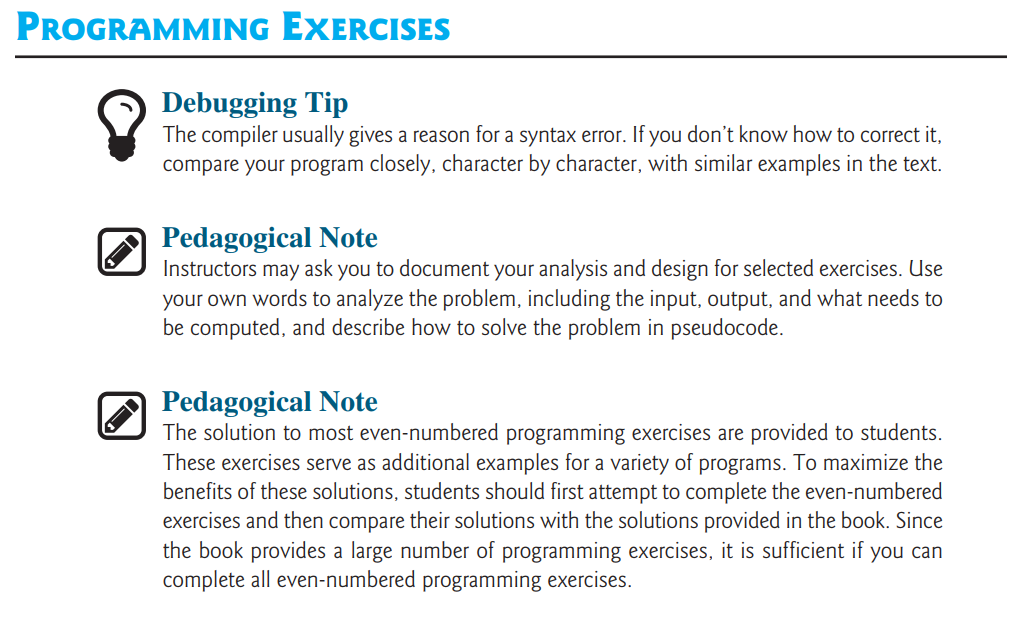 PROGRAMMING EXERCISES
Debugging Tip
The compiler usually gives a reason for a syntax error. If you don't know how to correct it,
compare your program closely, character by character, with similar examples in the text.
Pedagogical Note
Instructors may ask you to document your analysis and design for selected exercises. Use
your own words to analyze the problem, including the input, output, and what needs to
be computed, and describe how to solve the problem in pseudocode.
Pedagogical Note
The solution to most even-numbered programming exercises are provided to students.
These exercises serve as additional examples for a variety of programs. To maximize the
benefits of these solutions, students should first attempt to complete the even-numbered
exercises and then compare their solutions with the solutions provided in the book. Since
the book provides a large number of programming exercises, it is sufficient if you can
complete all even-numbered programming exercises.